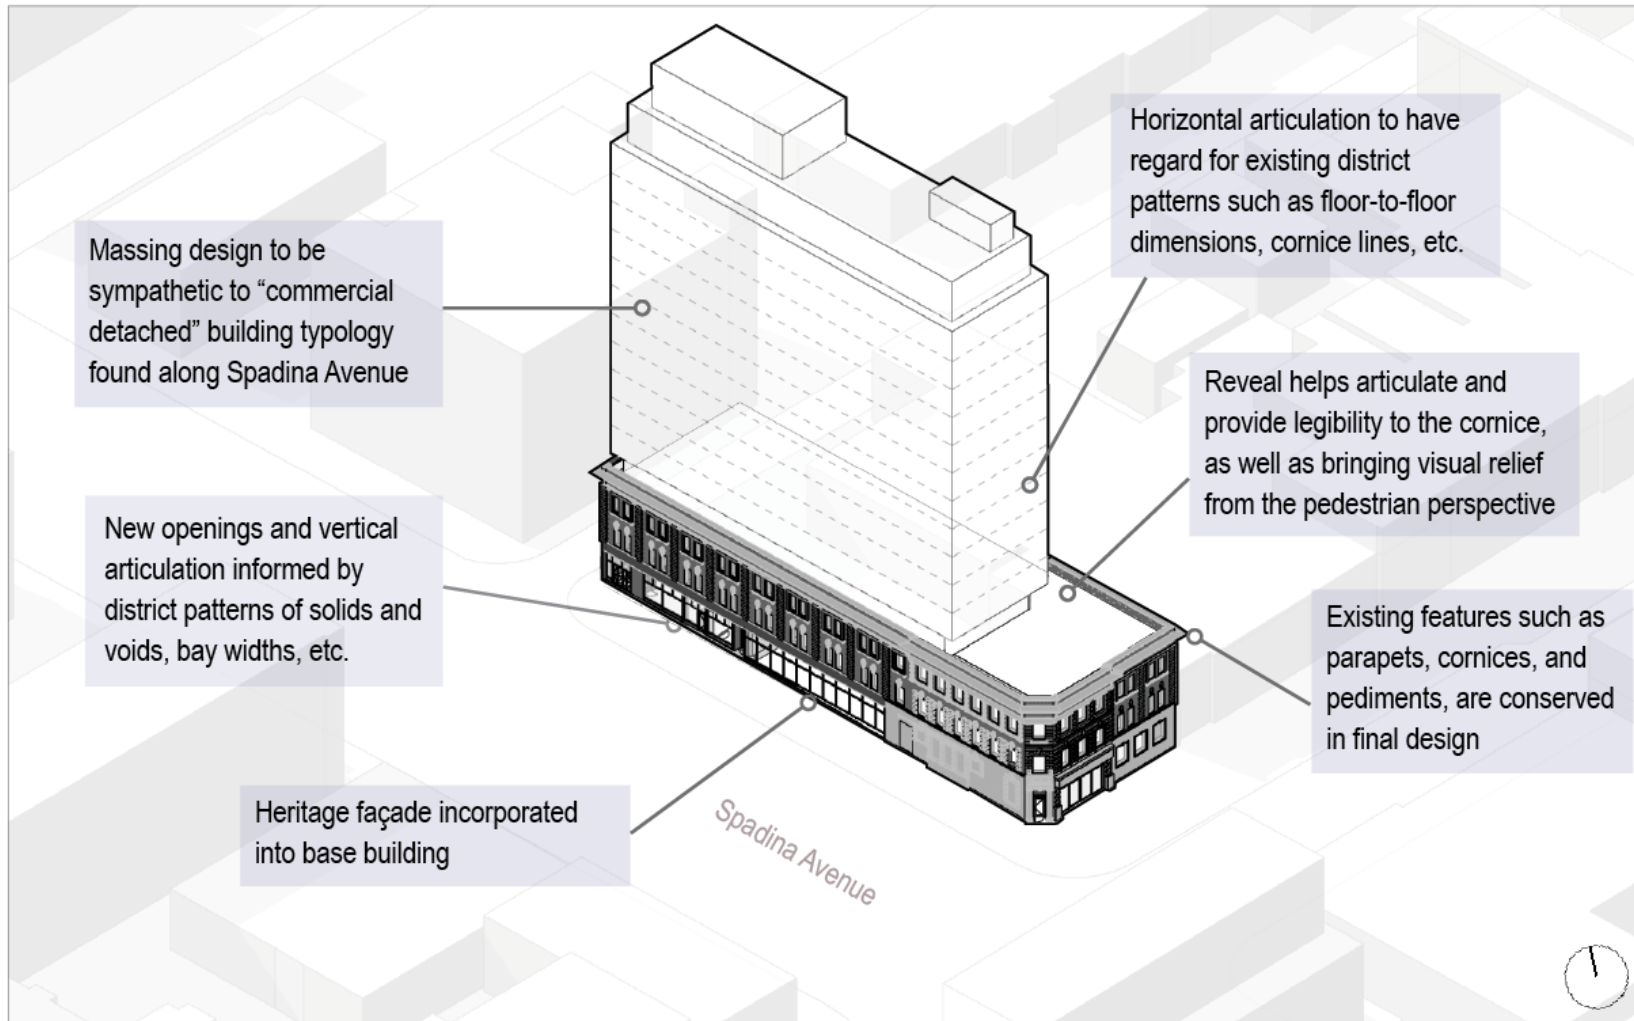 Horizontal articulation to have
regard for existing district
patterns such as floor-to-floor
dimensions, cornice lines, etc.
Massing design to be
sympathetic to “commercial
detached” building typology
found along Spadina Avenue
Reveal helps articulate and
provide legibility to the cornice,
as well as bringing visual relief
from the pedestrian perspective
New openings and vertical
articulation informed by
district patterns of solids and
voids, bay widths, etc.
Existing features such as
parapets, cornices, and
pediments, are conserved
in final design
Heritage façade incorporated
into base building
Spadina Avenue